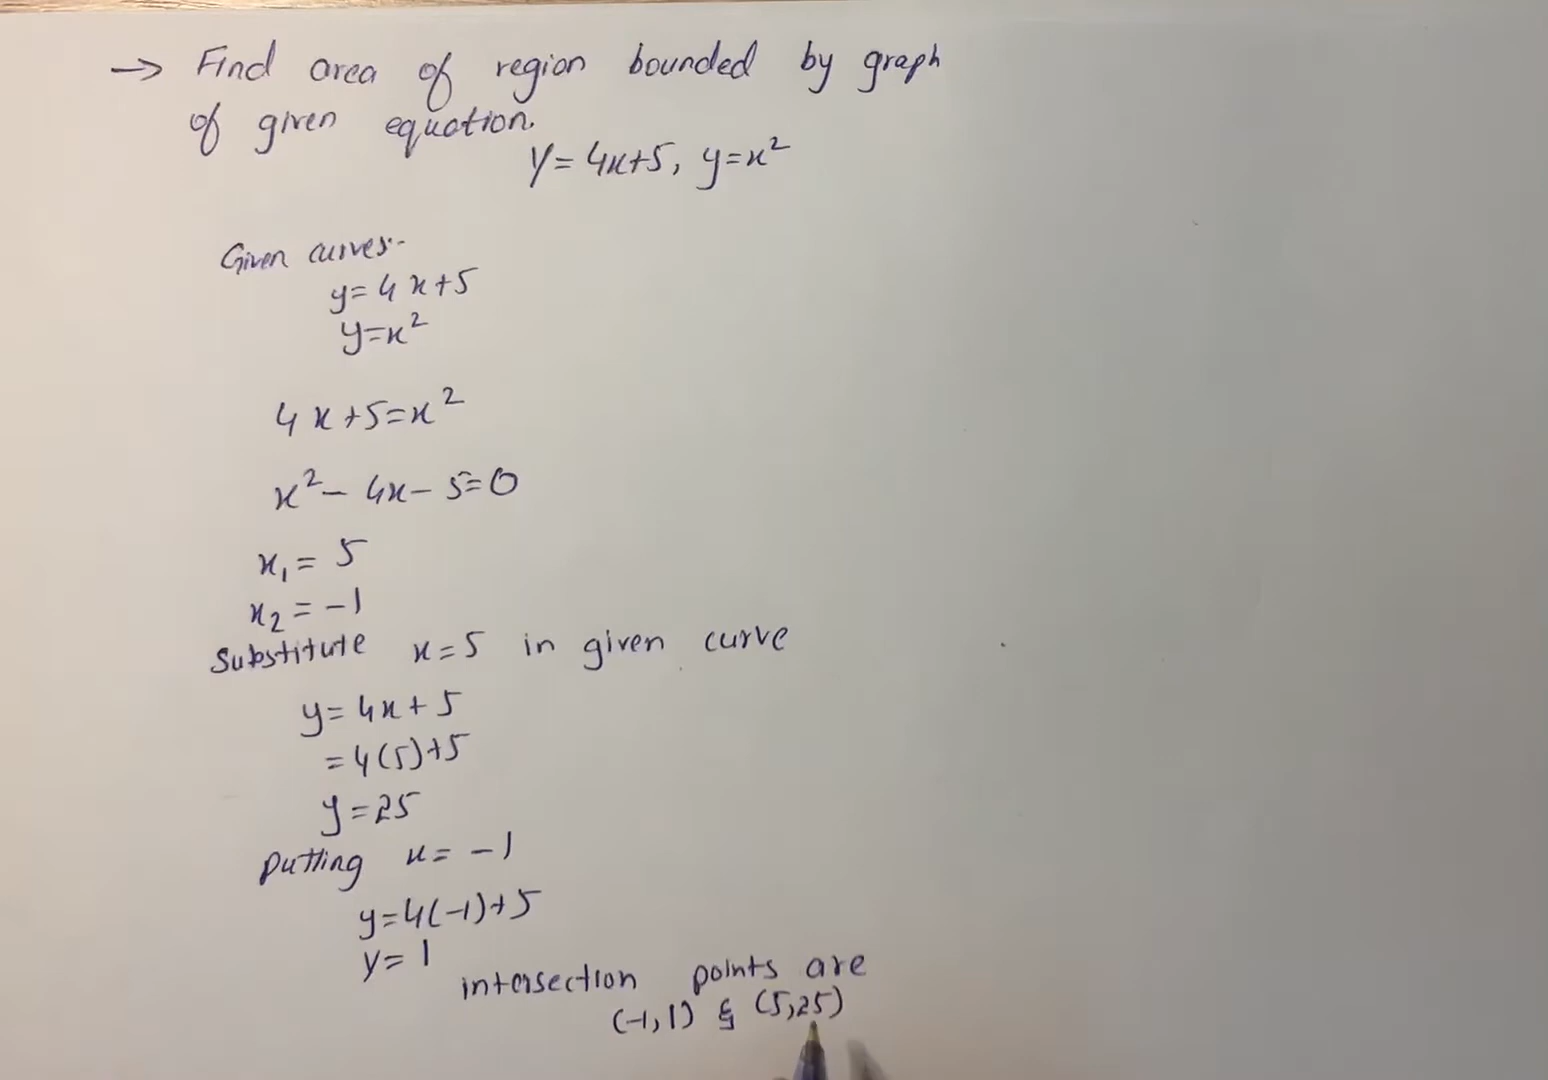 → Find area of region bounded by graph
of given equation.
Y = 4x+5, y=x²
Given curves:-
y= 4x+5
y=x²
4x+5=x²
x²- 4x- 5=0
x₁= 5
x₂ = -1
Substitute x=5 in given curve
y= 4x+5
=4(5)+5
y=25
putting x= -1
y=4(-1)+5
y= 1
intersection points are
(-1,1) & (5,25)